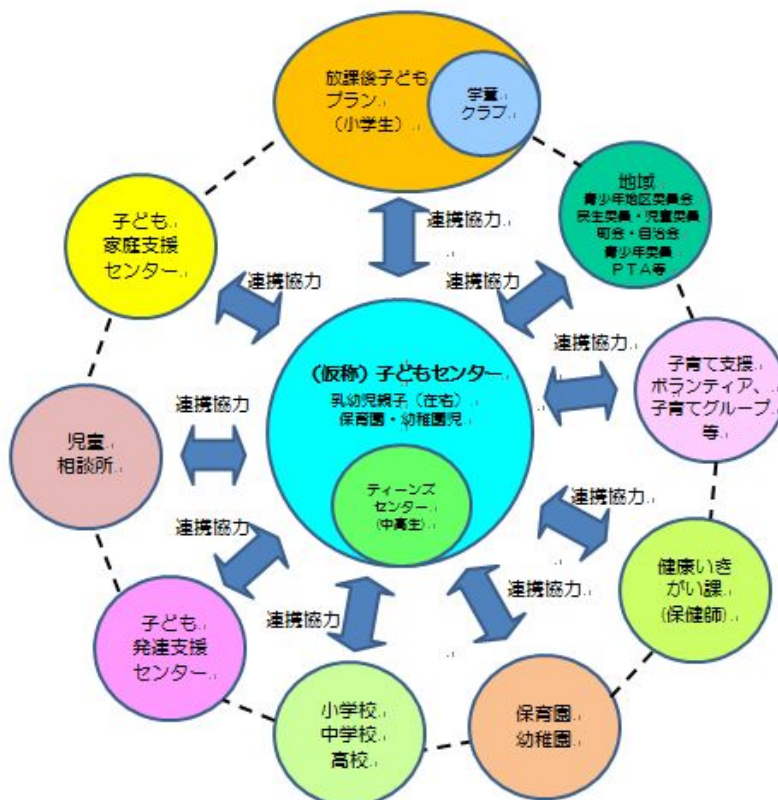 放課後子ども
プラン
（小学生）
学童
クラブ
地域
青少年地区委員会
民生委員・児童委員
町会・自治会
青少年委員
ＰＴＡ等
子ども
家庭支援
センター
連携協力
連携協力
連携協力
連携協力
（仮称）子どもセンター
乳幼児親子（在宅）
保育園・幼稚園児
子育て支援
ボランティア、
子育てグループ
等
連携協力
児童
相談所
ティーンズ
センター
(中高生)
連携協力
連携協力
健康いき
がい課
(保健師)
連携協力
連携協力
子ども
発達支援
センター
小学校
中学校
高校
保育園
幼稚園